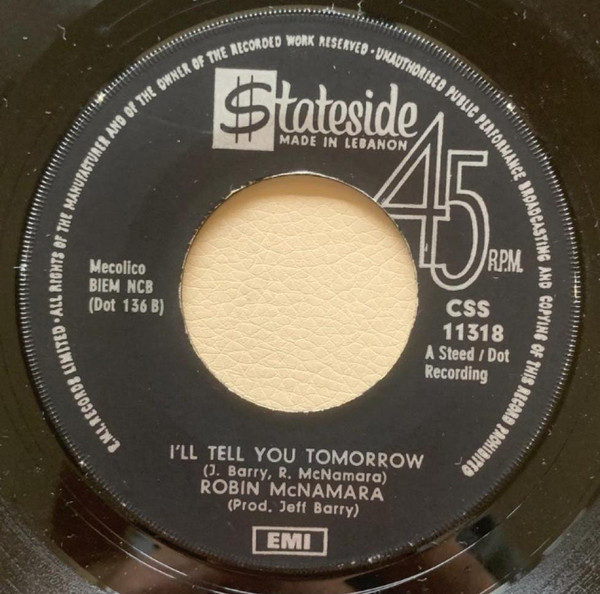 E.M.I. RECORDS LIMITED · ALL RIGHTS OF THE MANUFACTURER AND OF THE OWNER OF THE RECORDED WORK RESERVED · UNAUTHORISED PUBLIC PERFORMANCE BROADCASTING AND COPYING OF THIS RECORD PROHIBITED
$tateside
MADE IN LEBANON
45
R.P.M.
Mecolico
BIEM NCB
(Dot 136 B)
CSS
11318
A Steed / Dot
Recording
I'LL TELL YOU TOMORROW
(J. Barry, R. McNamara)
ROBIN McNAMARA
(Prod. Jeff Barry)
EMI